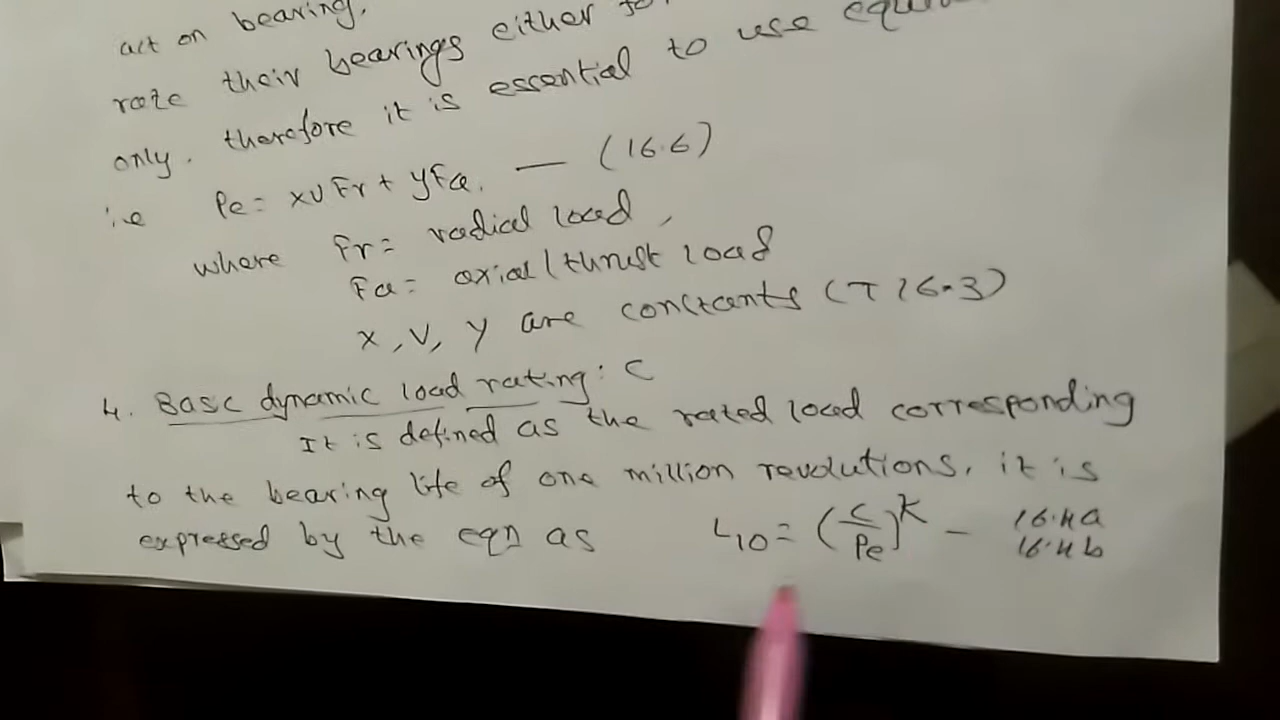 act on bearing.
rate their bearings either for
only. therefore it is essential to use
i.e Pe = XVFr + YFa. — (16.6)
where Fr = radial load,
Fa = axial/thrust load
X, V, Y are constants (T 16.3)
4. Basc dynamic load rating: C
It is defined as the rated load corresponding
to the bearing life of one million revolutions, it is
expressed by the eqn as L10 = (C/Pe)^k – 16.4a
16.4b